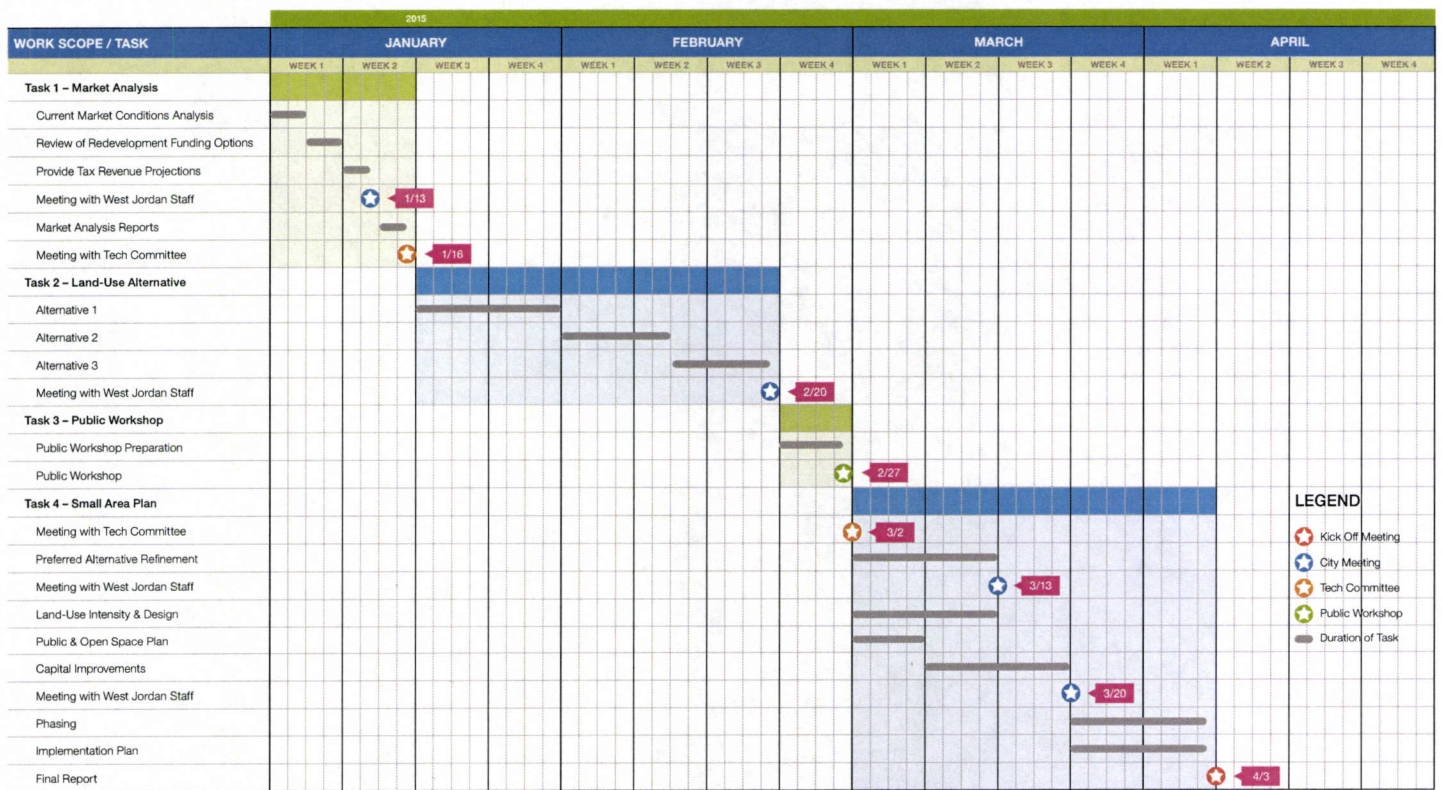 2015
WORK SCOPE / TASK JANUARY FEBRUARY MARCH APRIL
WEEK 1 WEEK 2 WEEK 3 WEEK 4 WEEK 1 WEEK 2 WEEK 3 WEEK 4 WEEK 1 WEEK 2 WEEK 3 WEEK 4 WEEK 1 WEEK 2 WEEK 3 WEEK 4
Task 1 – Market Analysis
Current Market Conditions Analysis
Review of Redevelopment Funding Options
Provide Tax Revenue Projections
Meeting with West Jordan Staff 1/13
Market Analysis Reports
Meeting with Tech Committee 1/16
Task 2 – Land-Use Alternative
Alternative 1
Alternative 2
Alternative 3
Meeting with West Jordan Staff 2/20
Task 3 – Public Workshop
Public Workshop Preparation
Public Workshop 2/27
Task 4 – Small Area Plan
Meeting with Tech Committee 3/2
Preferred Alternative Refinement
Meeting with West Jordan Staff 3/13
Land-Use Intensity & Design
Public & Open Space Plan
Capital Improvements
Meeting with West Jordan Staff 3/20
Phasing
Implementation Plan
Final Report 4/3
LEGEND
Kick Off Meeting
City Meeting
Tech Committee
Public Workshop
Duration of Task